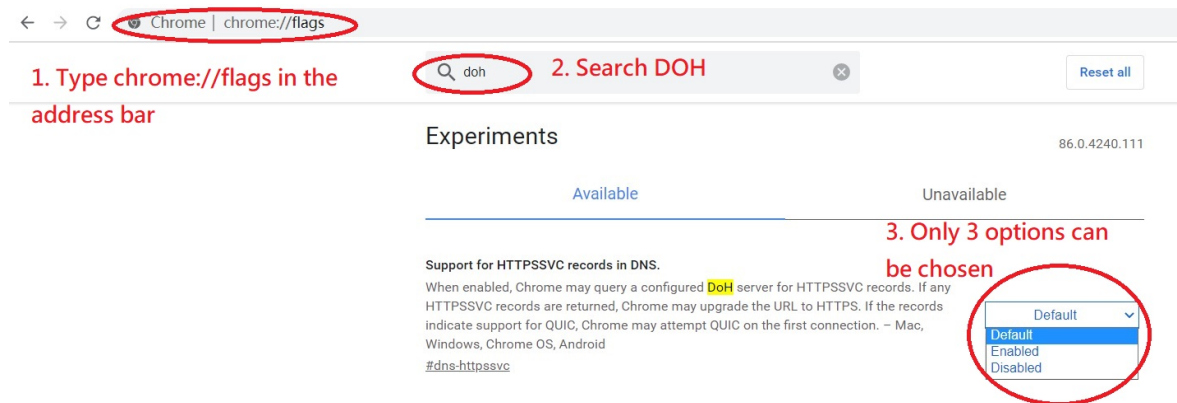 Chrome | chrome://flags
1. Type chrome://flags in the
address bar
doh
2. Search DOH
Reset all
Experiments
86.0.4240.111
Available
Unavailable
3. Only 3 options can
be chosen
Support for HTTPSSVC records in DNS.
When enabled, Chrome may query a configured DoH server for HTTPSSVC records. If any
HTTPSSVC records are returned, Chrome may upgrade the URL to HTTPS. If the records
indicate support for QUIC, Chrome may attempt QUIC on the first connection. – Mac,
Windows, Chrome OS, Android
#dns-httpssvc
Default
Default
Enabled
Disabled